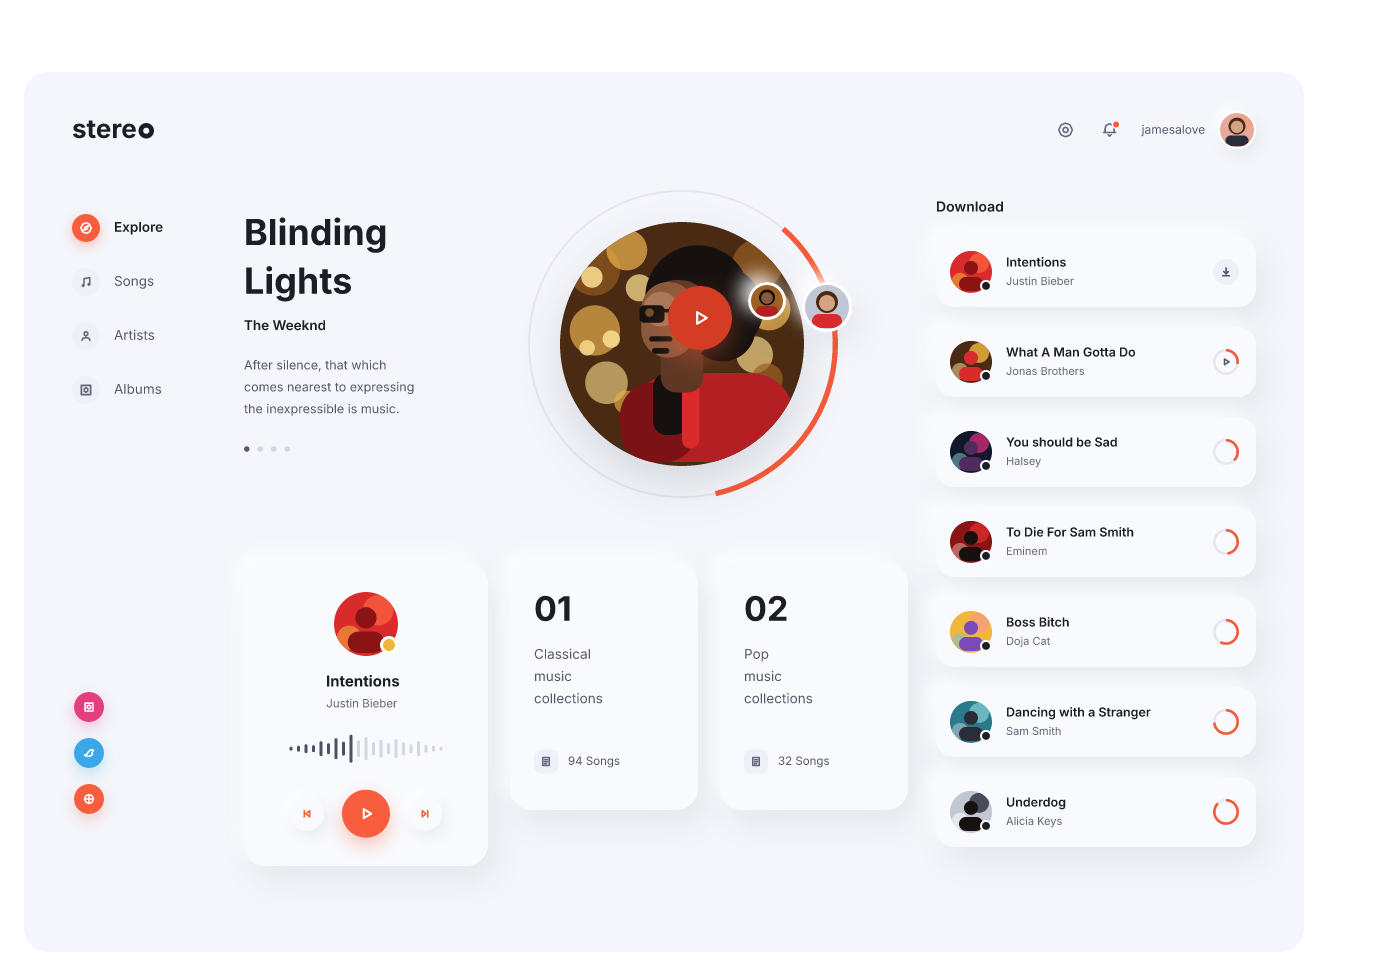 stereo
jamesalove
Explore
Songs
Artists
Albums
Blinding
Lights
The Weeknd
After silence, that which
comes nearest to expressing
the inexpressible is music.
Intentions
Justin Bieber
01
Classical
music
collections
94 Songs
02
Pop
music
collections
32 Songs
Download
Intentions
Justin Bieber
What A Man Gotta Do
Jonas Brothers
You should be Sad
Halsey
To Die For Sam Smith
Eminem
Boss Bitch
Doja Cat
Dancing with a Stranger
Sam Smith
Underdog
Alicia Keys